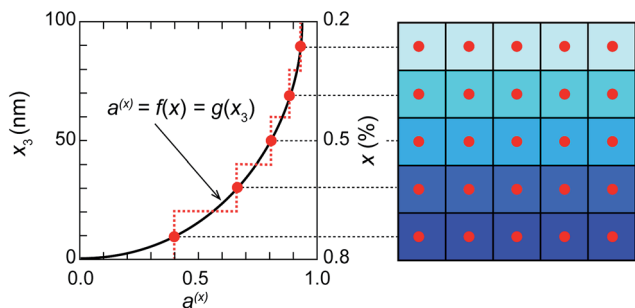 100
50
0
x₃ (nm)
a⁽ˣ⁾ = f(x) = g(x₃)
0.0
0.5
1.0
a⁽ˣ⁾
0.2
0.5
0.8
x (%)